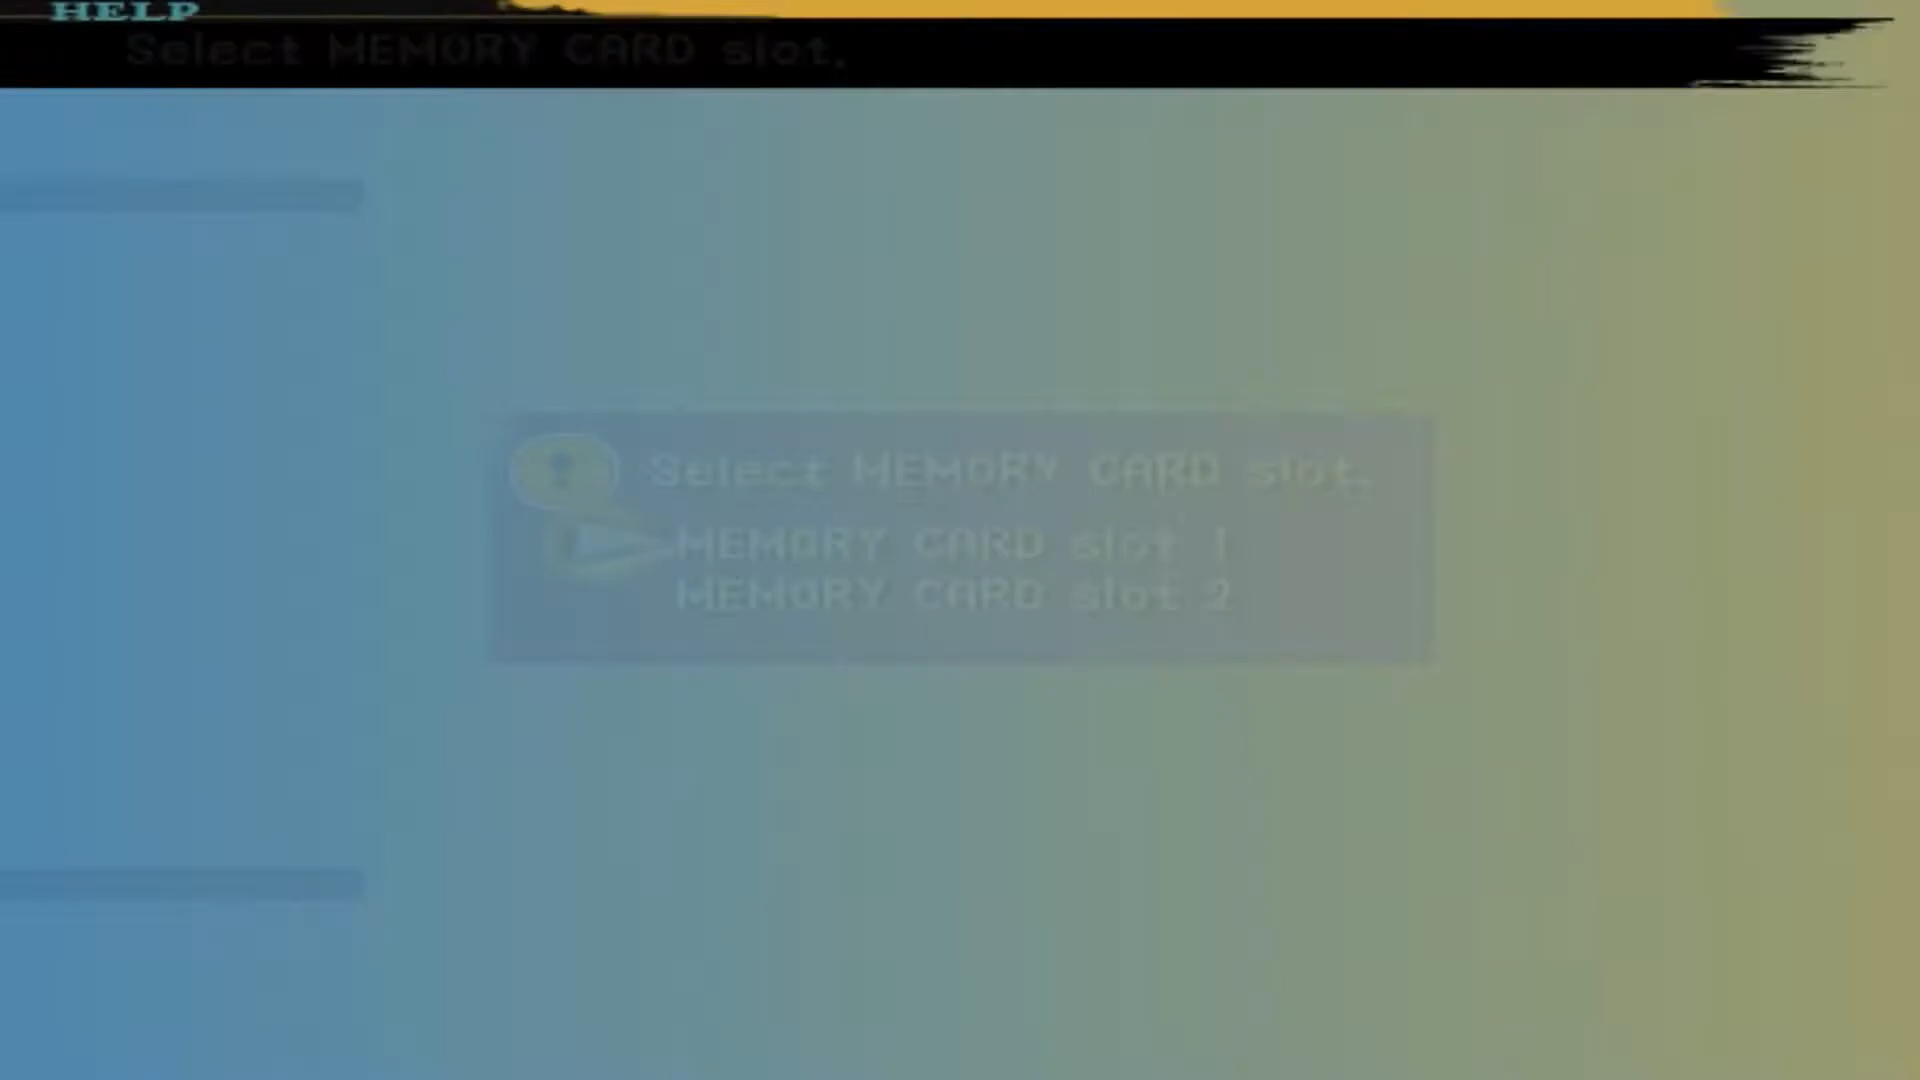 HELP
Select MEMORY CARD slot.
Select MEMORY CARD slot.
MEMORY CARD slot 1
MEMORY CARD slot 2